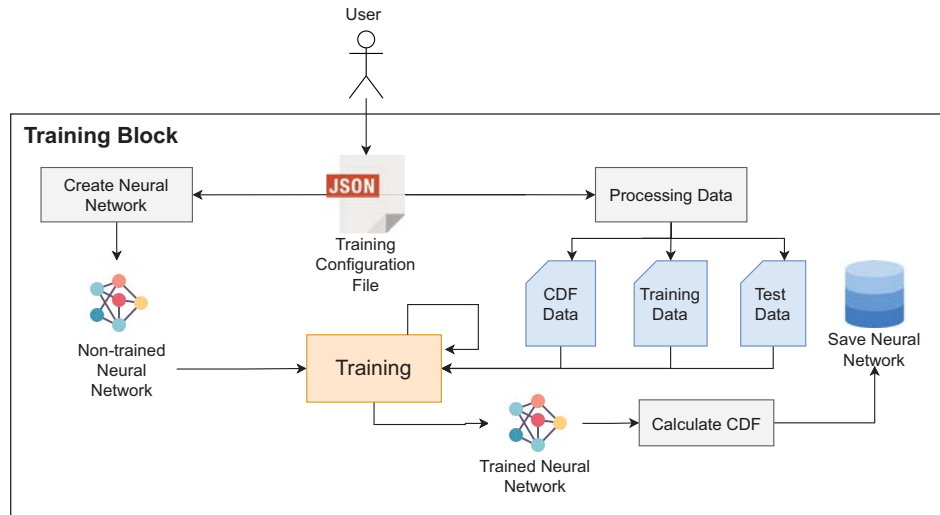 User
Training Block
Create Neural
Network
JSON
Training
Configuration
File
Processing Data
CDF
Data
Training
Data
Test
Data
Save Neural
Network
Non-trained
Neural
Network
Training
Trained Neural
Network
Calculate CDF